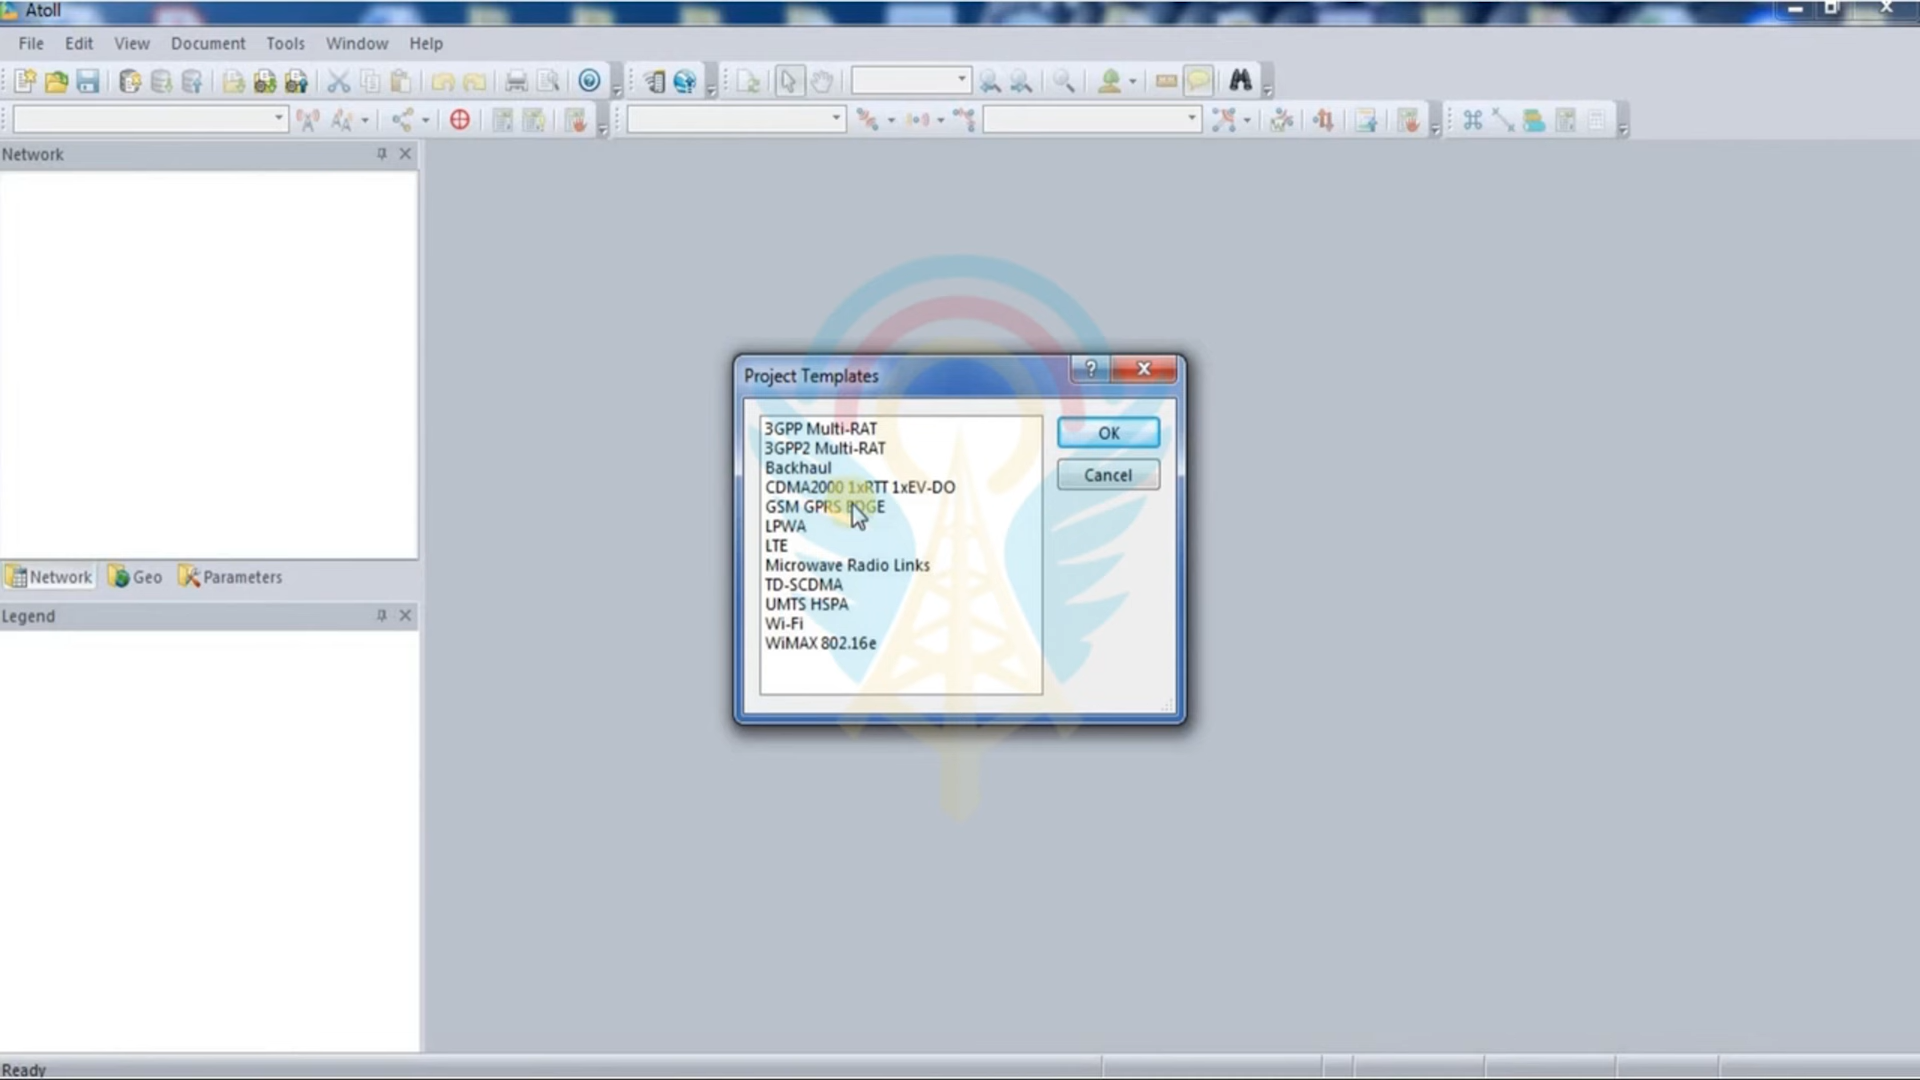 Atoll
File Edit View Document Tools Window Help
Network
Project Templates
3GPP Multi-RAT
3GPP2 Multi-RAT
Backhaul
CDMA2000 1xRTT 1xEV-DO
GSM GPRS EDGE
LPWA
LTE
Microwave Radio Links
TD-SCDMA
UMTS HSPA
Wi-Fi
WiMAX 802.16e
OK
Cancel
Network Geo Parameters
Legend
Ready